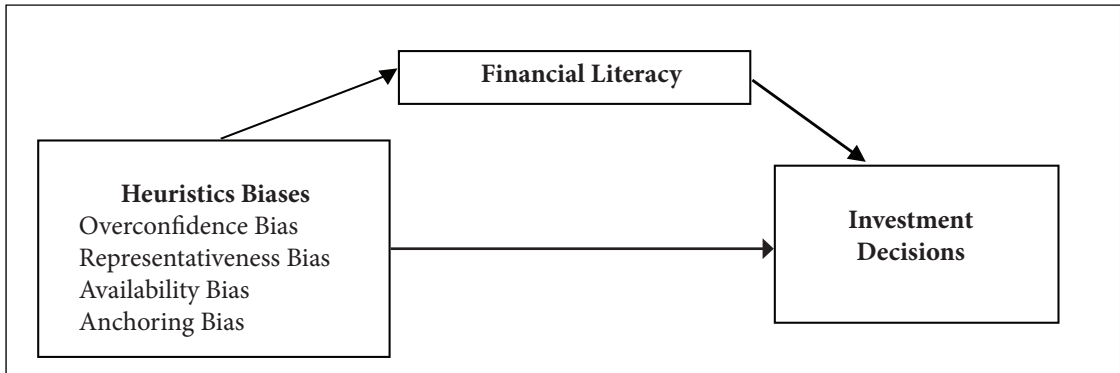 Financial Literacy
Heuristics Biases
Overconfidence Bias
Representativeness Bias
Availability Bias
Anchoring Bias
Investment
Decisions